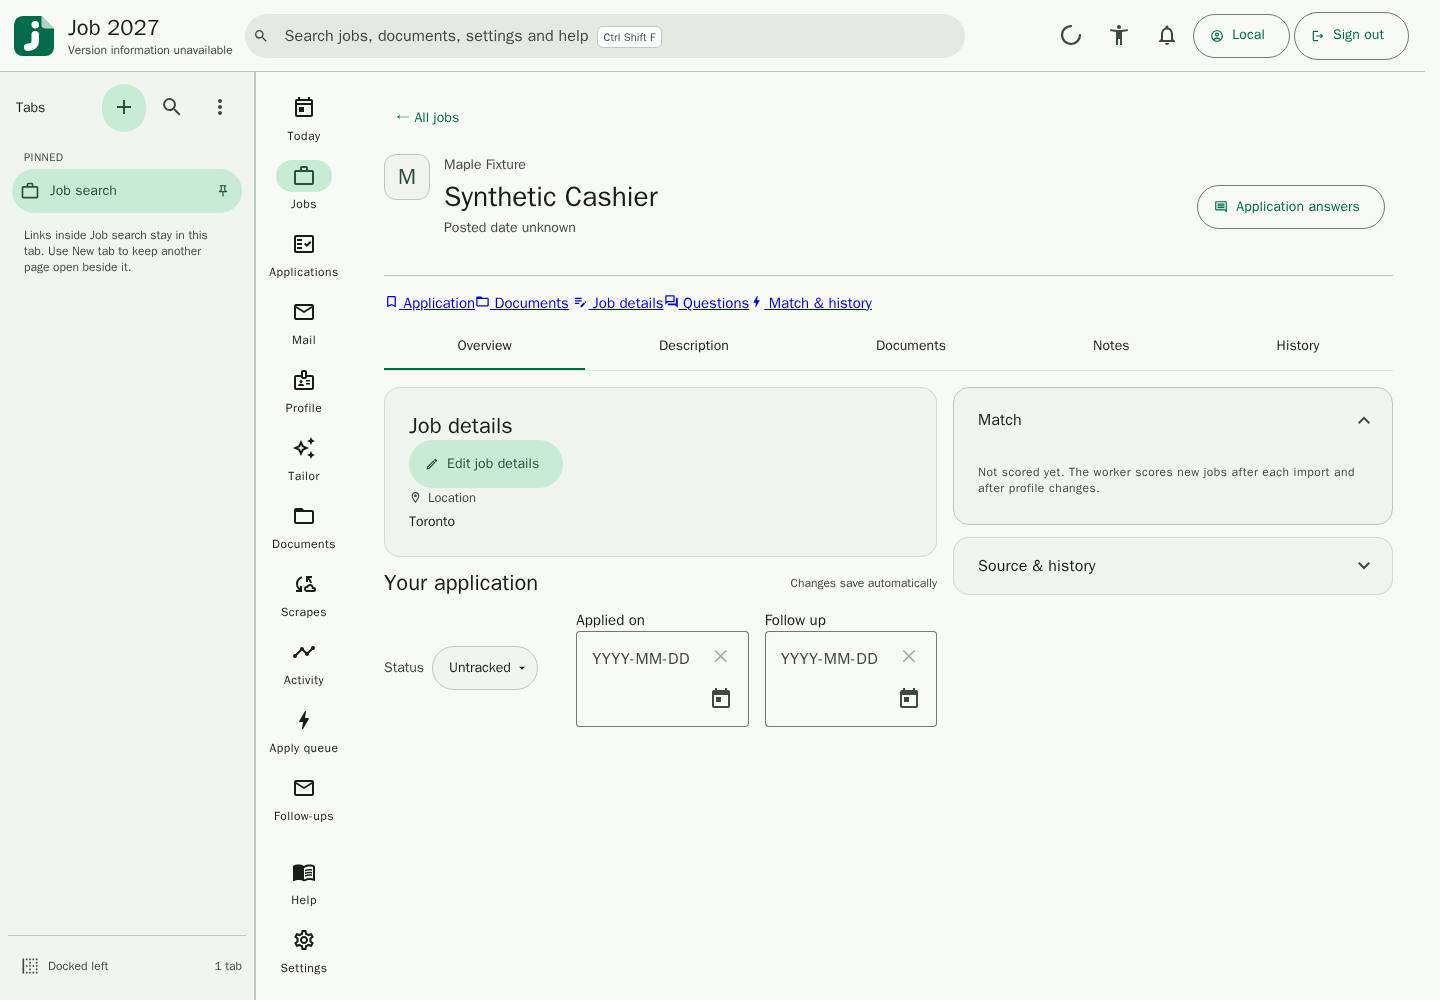 Job 2027
Version information unavailable
Search jobs, documents, settings and help
Ctrl Shift F
Local
Sign out
Tabs
PINNED
Job search
Links inside Job search stay in this
tab. Use New tab to keep another
page open beside it.
Docked left
1 tab
Today
Jobs
Applications
Mail
Profile
Tailor
Documents
Scrapes
Activity
Apply queue
Follow-ups
Help
Settings
← All jobs
M
Maple Fixture
Synthetic Cashier
Posted date unknown
Application answers
Application Documents Job details Questions Match & history
Overview
Description
Documents
Notes
History
Job details
Edit job details
Location
Toronto
Your application
Changes save automatically
Status
Untracked
Applied on
YYYY-MM-DD
Follow up
YYYY-MM-DD
Match
Not scored yet. The worker scores new jobs after each import and
after profile changes.
Source & history